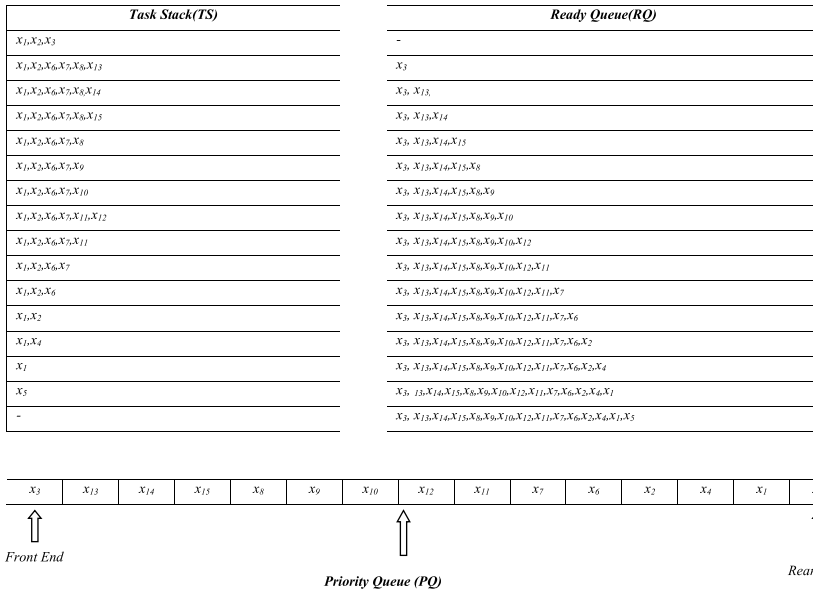 Task Stack(TS) Ready Queue(RQ)
x1,x2,x3 -
x1,x2,x6,x7,x8,x13 x3
x1,x2,x6,x7,x8,x14 x3, x13,
x1,x2,x6,x7,x8,x15 x3, x13,x14
x1,x2,x6,x7,x8 x3, x13,x14,x15
x1,x2,x6,x7,x9 x3, x13,x14,x15,x8
x1,x2,x6,x7,x10 x3, x13,x14,x15,x8,x9
x1,x2,x6,x7,x11,x12 x3, x13,x14,x15,x8,x9,x10
x1,x2,x6,x7,x11 x3, x13,x14,x15,x8,x9,x10,x12
x1,x2,x6,x7 x3, x13,x14,x15,x8,x9,x10,x12,x11
x1,x2,x6 x3, x13,x14,x15,x8,x9,x10,x12,x11,x7
x1,x2 x3, x13,x14,x15,x8,x9,x10,x12,x11,x7,x6
x1,x4 x3, x13,x14,x15,x8,x9,x10,x12,x11,x7,x6,x2
x1 x3, x13,x14,x15,x8,x9,x10,x12,x11,x7,x6,x2,x4
x5 x3, 13,x14,x15,x8,x9,x10,x12,x11,x7,x6,x2,x4,x1
- x3, x13,x14,x15,x8,x9,x10,x12,x11,x7,x6,x2,x4,x1,x5
x3 x13 x14 x15 x8 x9 x10 x12 x11 x7 x6 x2 x4 x1
Front End
Rear
Priority Queue (PQ)